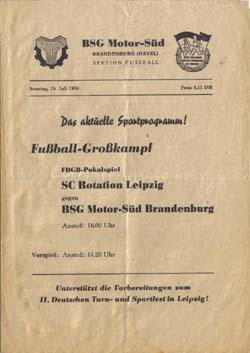 BSG Motor-Süd
BRANDENBURG (HAVEL)
SEKTION FUSSBALL
Sonntag, 29. Juli 1956
Preis 0,15 DM
Das aktuelle Sportprogramm!
Fußball-Großkampf
FDGB-Pokalspiel
SC Rotation Leipzig
gegen
BSG Motor-Süd Brandenburg
Anstoß: 16.00 Uhr
Vorspiel: Anstoß: 14.20 Uhr
Unterstützt die Vorbereitungen zum
II. Deutschen Turn- und Sportfest in Leipzig!